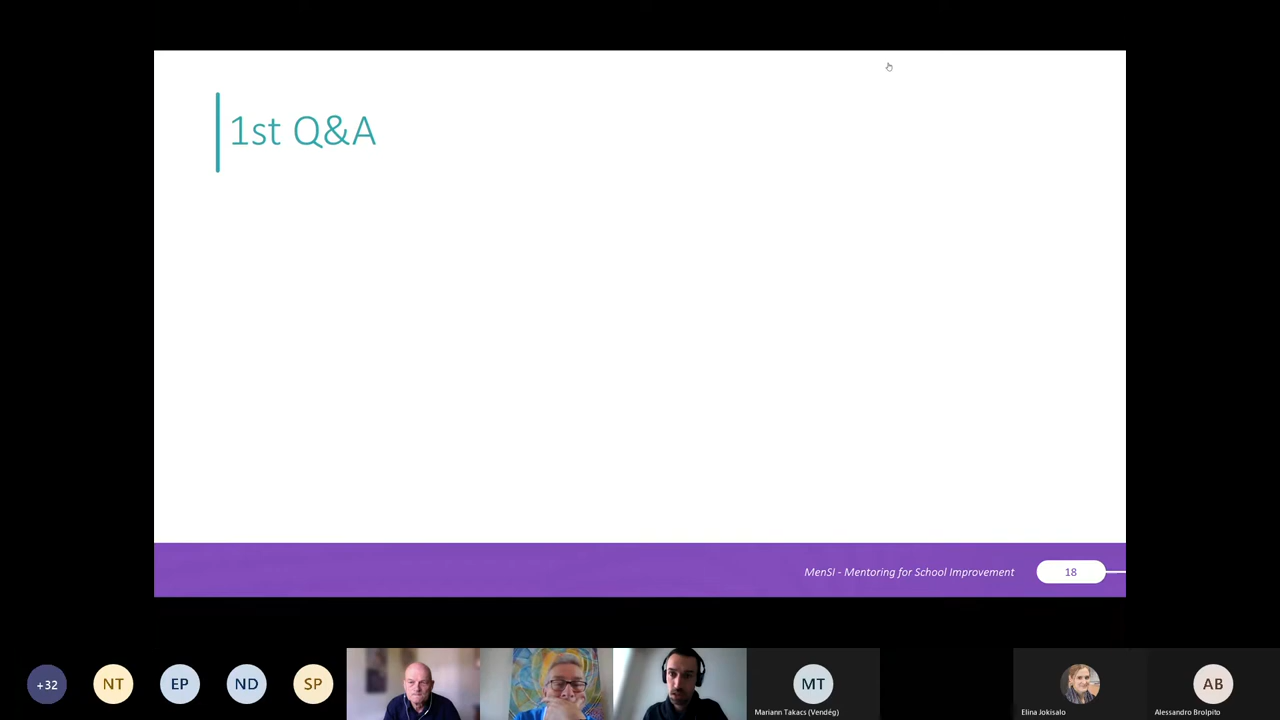 1st Q&A
MenSI - Mentoring for School Improvement
18
+32
NT
EP
ND
SP
MT
Mariann Takacs (Vendég)
Elina Jokisalo
AB
Alessandro Brolpito